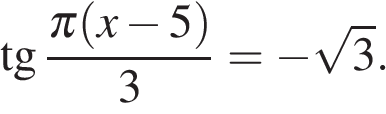 tg π(x − 5)/3 = −√3.